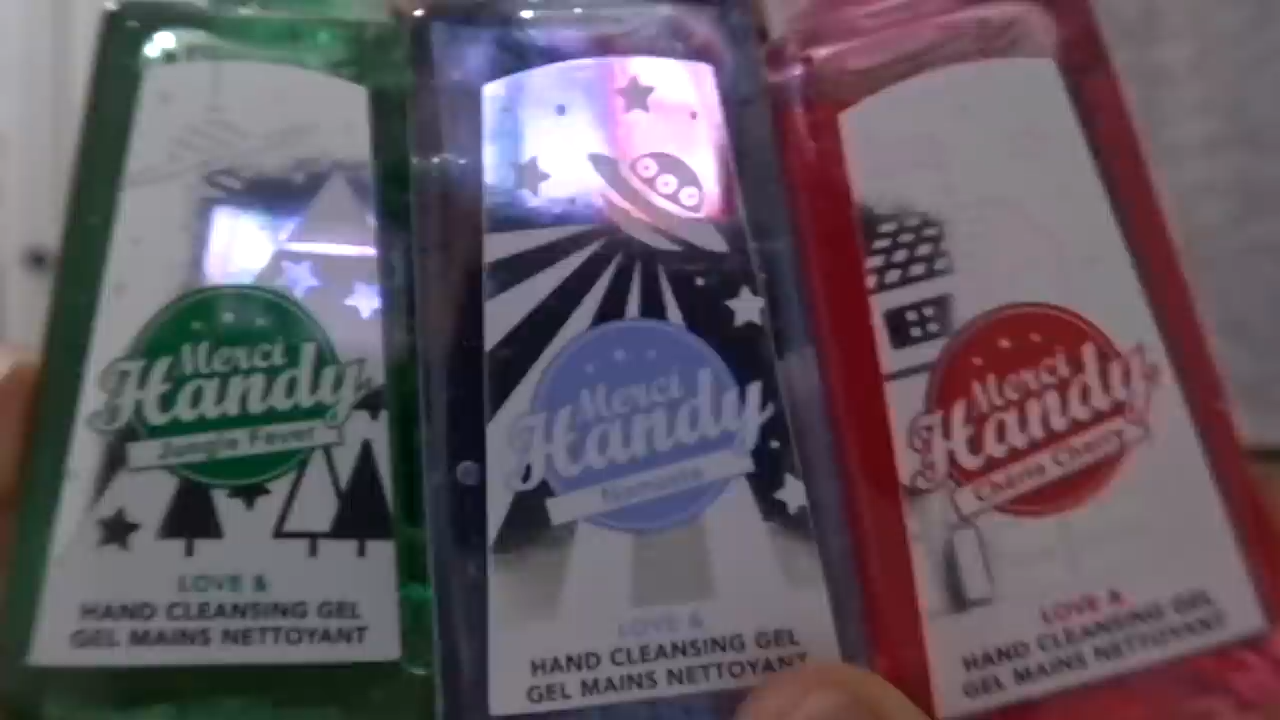 Merci
Handy
Jungle Fever
LOVE &
HAND CLEANSING GEL
GEL MAINS NETTOYANT
Merci
Handy
LOVE &
HAND CLEANSING GEL
GEL MAINS NETTOYANT
Merci
Handy
LOVE &
HAND CLEANSING GEL
GEL MAINS NETTOYANT